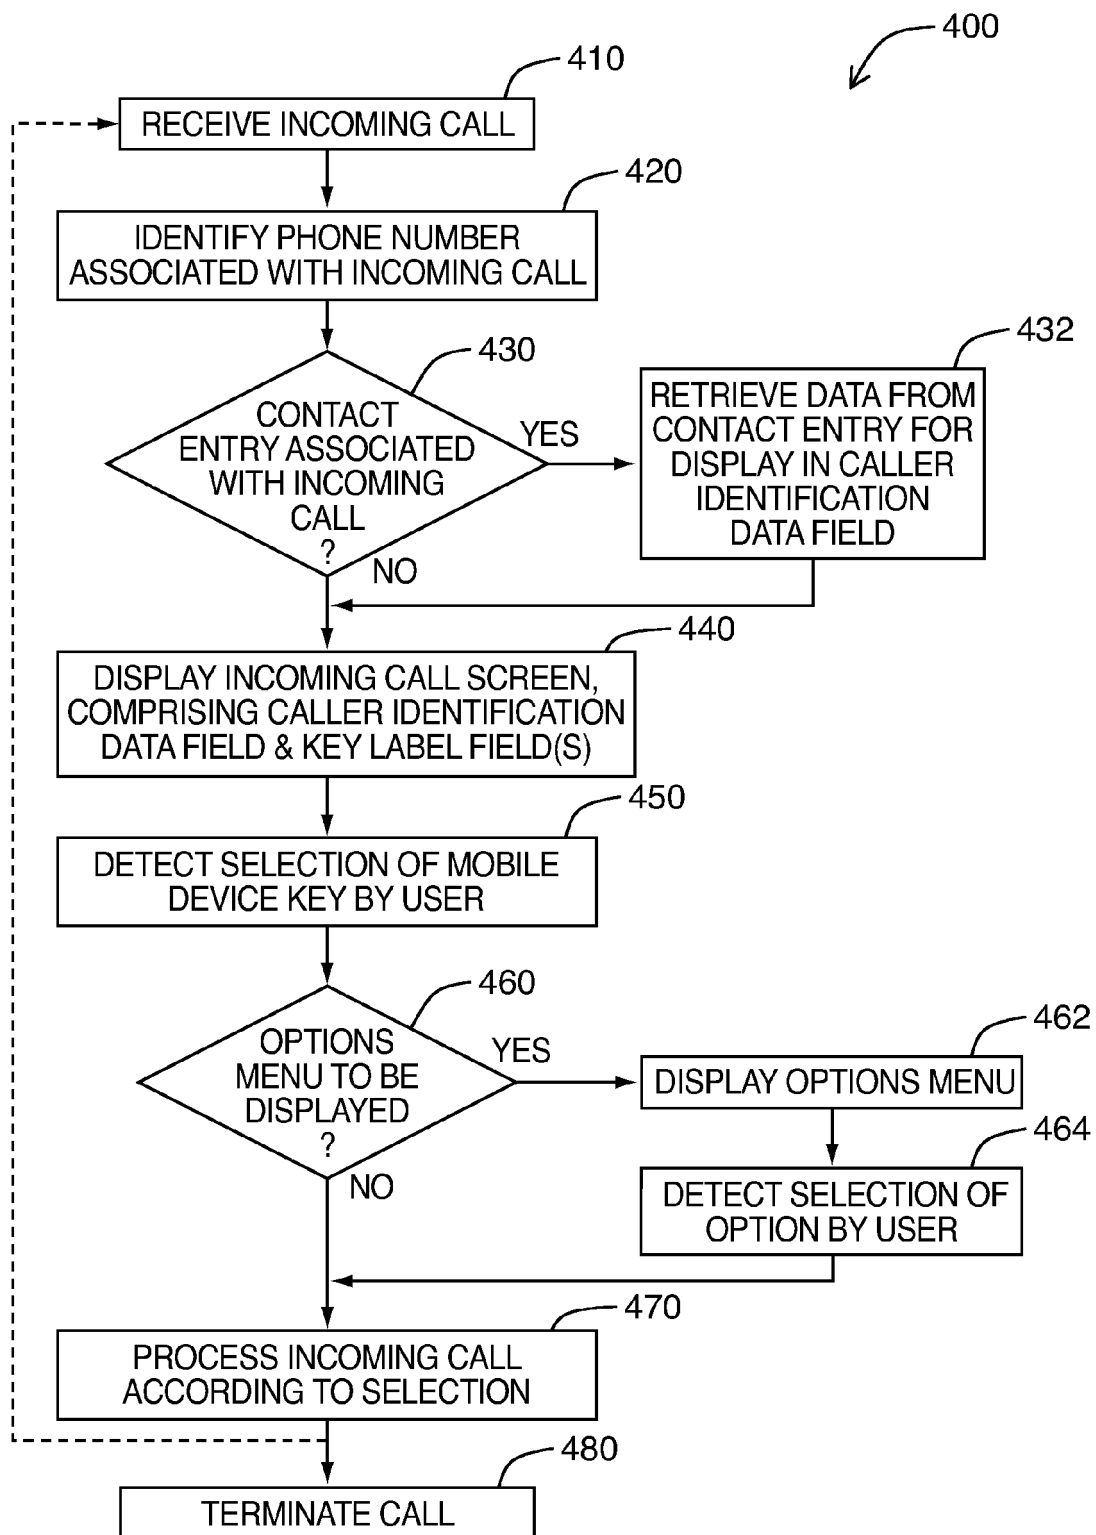 400
410
RECEIVE INCOMING CALL
420
IDENTIFY PHONE NUMBER
ASSOCIATED WITH INCOMING CALL
430
CONTACT
ENTRY ASSOCIATED
WITH INCOMING
CALL
?
YES
NO
432
RETRIEVE DATA FROM
CONTACT ENTRY FOR
DISPLAY IN CALLER
IDENTIFICATION
DATA FIELD
440
DISPLAY INCOMING CALL SCREEN,
COMPRISING CALLER IDENTIFICATION
DATA FIELD & KEY LABEL FIELD(S)
450
DETECT SELECTION OF MOBILE
DEVICE KEY BY USER
460
OPTIONS
MENU TO BE
DISPLAYED
?
YES
NO
462
DISPLAY OPTIONS MENU
464
DETECT SELECTION OF
OPTION BY USER
470
PROCESS INCOMING CALL
ACCORDING TO SELECTION
480
TERMINATE CALL